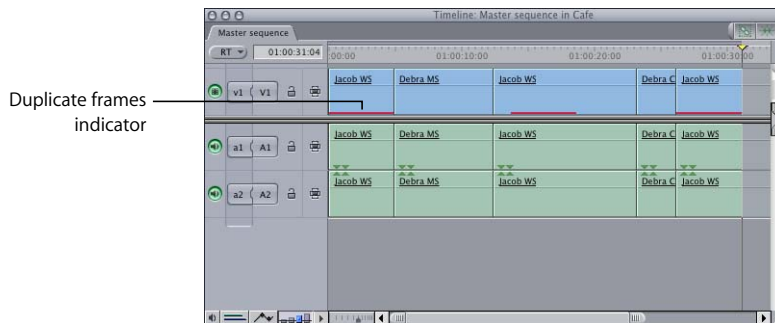 Timeline: Master sequence in Cafe
Master sequence
RT 01:00:31:04 :00:00 01:00:10:00 01:00:20:00 01:00:30:00
Duplicate frames
indicator
v1 V1 Jacob WS Debra MS Jacob WS Debra C Jacob WS
a1 A1 Jacob WS Debra MS Jacob WS Debra C Jacob WS
a2 A2 Jacob WS Debra MS Jacob WS Debra C Jacob WS